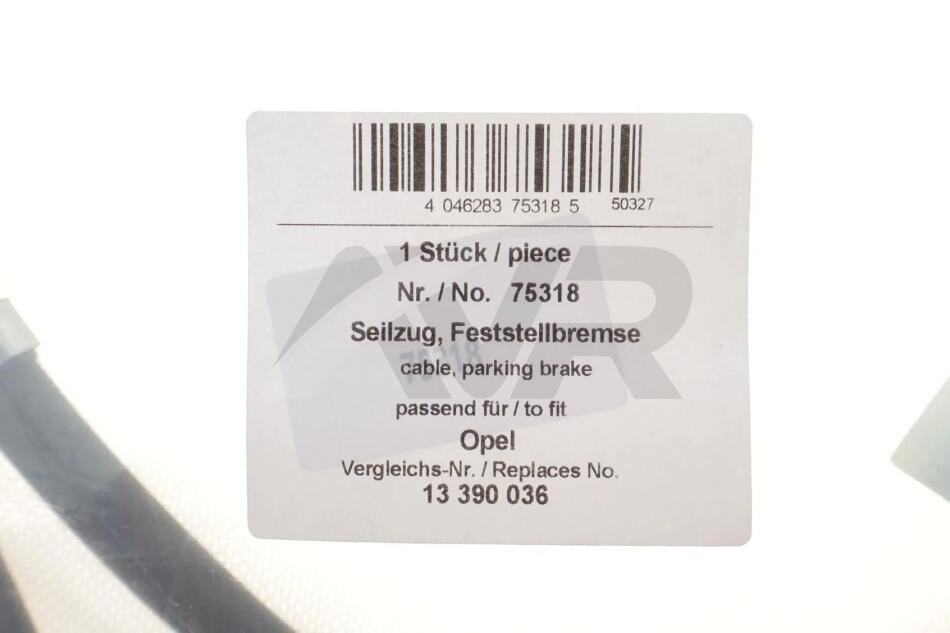 4 046283 75318 5 50327
1 Stück / piece
Nr. / No. 75318
Seilzug, Feststellbremse
cable, parking brake
passend für / to fit
Opel
Vergleichs-Nr. / Replaces No.
13 390 036
75318